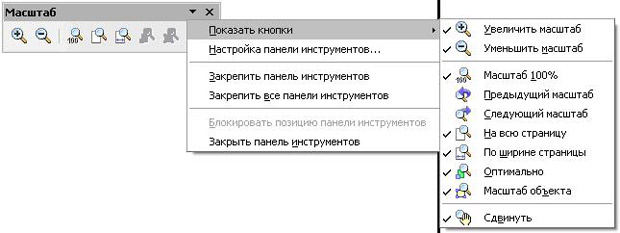 Масштаб
100
Показать кнопки
Настройка панели инструментов...
Закрепить панель инструментов
Закрепить все панели инструментов
Блокировать позицию панели инструментов
Закрыть панель инструментов
Увеличить масштаб
Уменьшить масштаб
100
Масштаб 100%
Предыдущий масштаб
Следующий масштаб
На всю страницу
По ширине страницы
Оптимально
Масштаб объекта
Сдвинуть